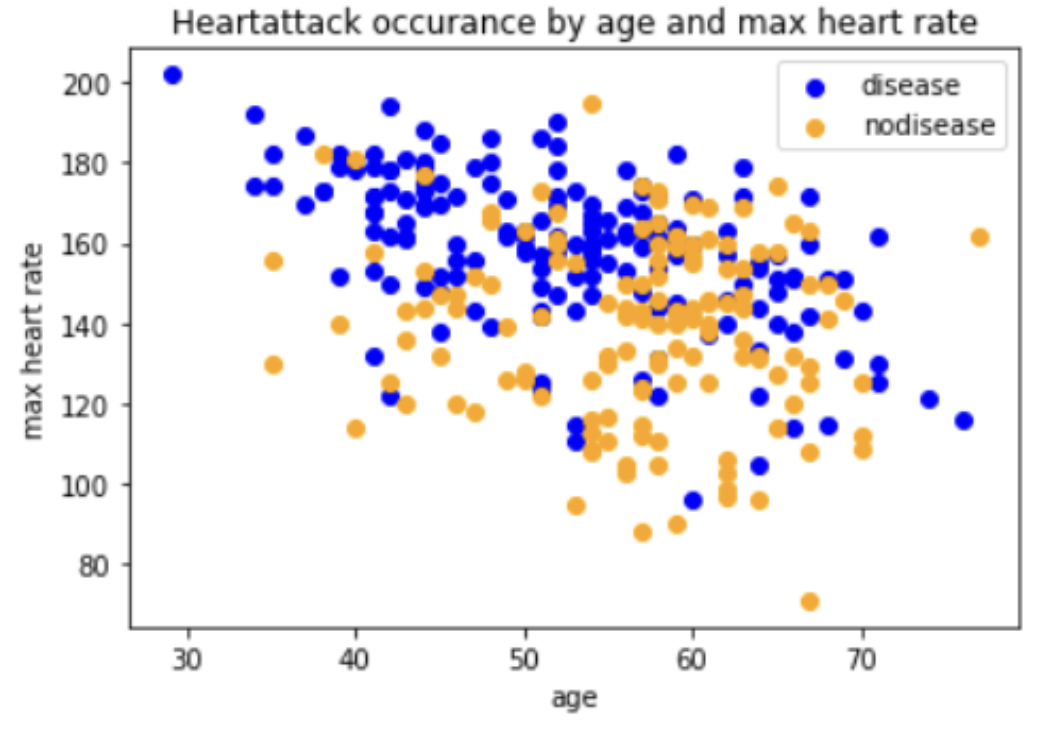 Heartattack occurance by age and max heart rate
disease
nodisease
200
180
160
140
120
100
80
max heart rate
30 40 50 60 70
age